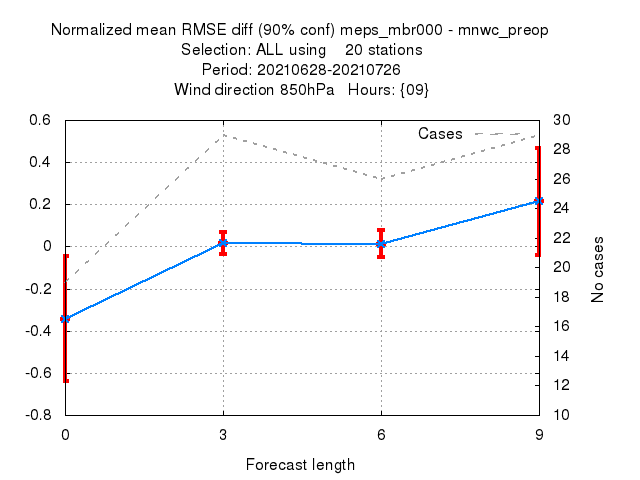 Normalized mean RMSE diff (90% conf) meps_mbr000 - mnwc_preop
Selection: ALL using    20 stations
Period: 20210628-20210726
Wind direction 850hPa   Hours: {09}
Cases
0.6
0.4
0.2
0
-0.2
-0.4
-0.6
-0.8
30
28
26
24
22
20
18
16
14
12
10
No cases
0 3 6 9
Forecast length